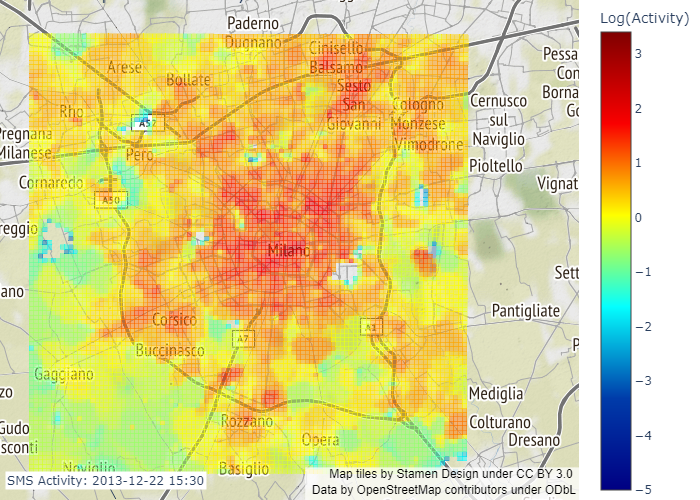 Paderno
Dugnano
Cinisello
Balsamo
Arese
Bollate
Sesto
San
Giovanni
Rho
Cologno
Monzese
Vimodrone
Cernusco
sul
Naviglio
Pessa
Con
Borna
Go
A52
Pregnana
Milanese
Pero
Pioltello
Cornaredo
Vignat
A50
reggio
Milano
Sett
ano
Pantigliate
Corsico
A7
A1
Buccinasco
P
Gaggiano
zo
Mediglia
Rozzano
Colturano
Gudo
sconti
Opera
Dresano
Noviglio
Basiglio
SMS Activity: 2013-12-22 15:30
Map tiles by Stamen Design under CC BY 3.0
Data by OpenStreetMap contributors under ODbL
Log(Activity)
3
2
1
0
−1
−2
−3
−4
−5